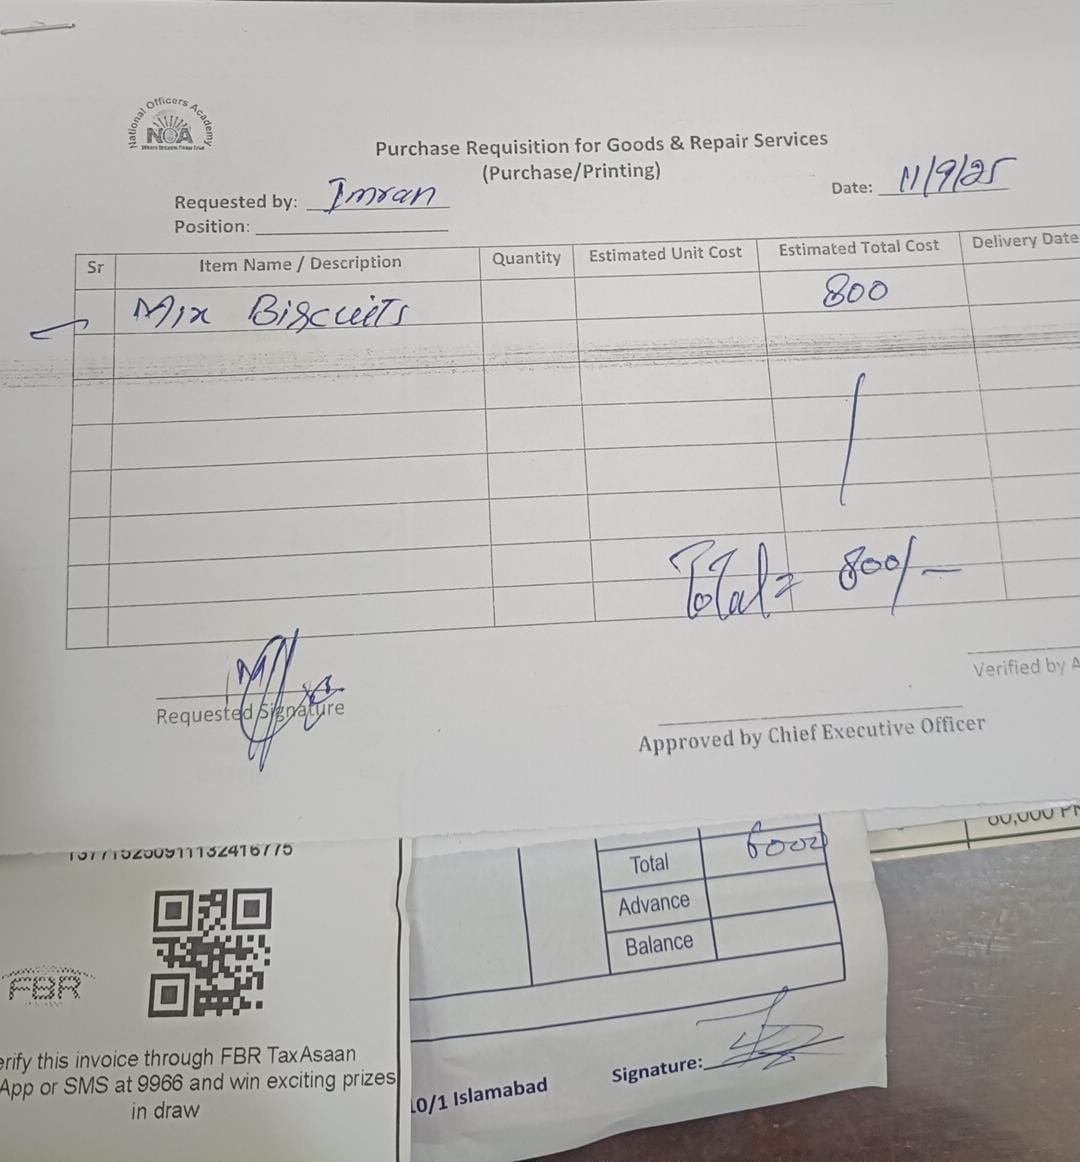 National Officers Academy
NOA
Purchase Requisition for Goods & Repair Services
(Purchase/Printing)
Requested by: Imran
Date: 11/9/25
Position:
Sr Item Name / Description Quantity Estimated Unit Cost Estimated Total Cost Delivery Date
Mix Biscuits 800
Total = 800/-
Requested Signature
Verified by A
Approved by Chief Executive Officer
Total 6000
Advance
Balance
Signature:
10/1 Islamabad
FBR
erify this invoice through FBR TaxAsaan
App or SMS at 9966 and win exciting prizes
in draw